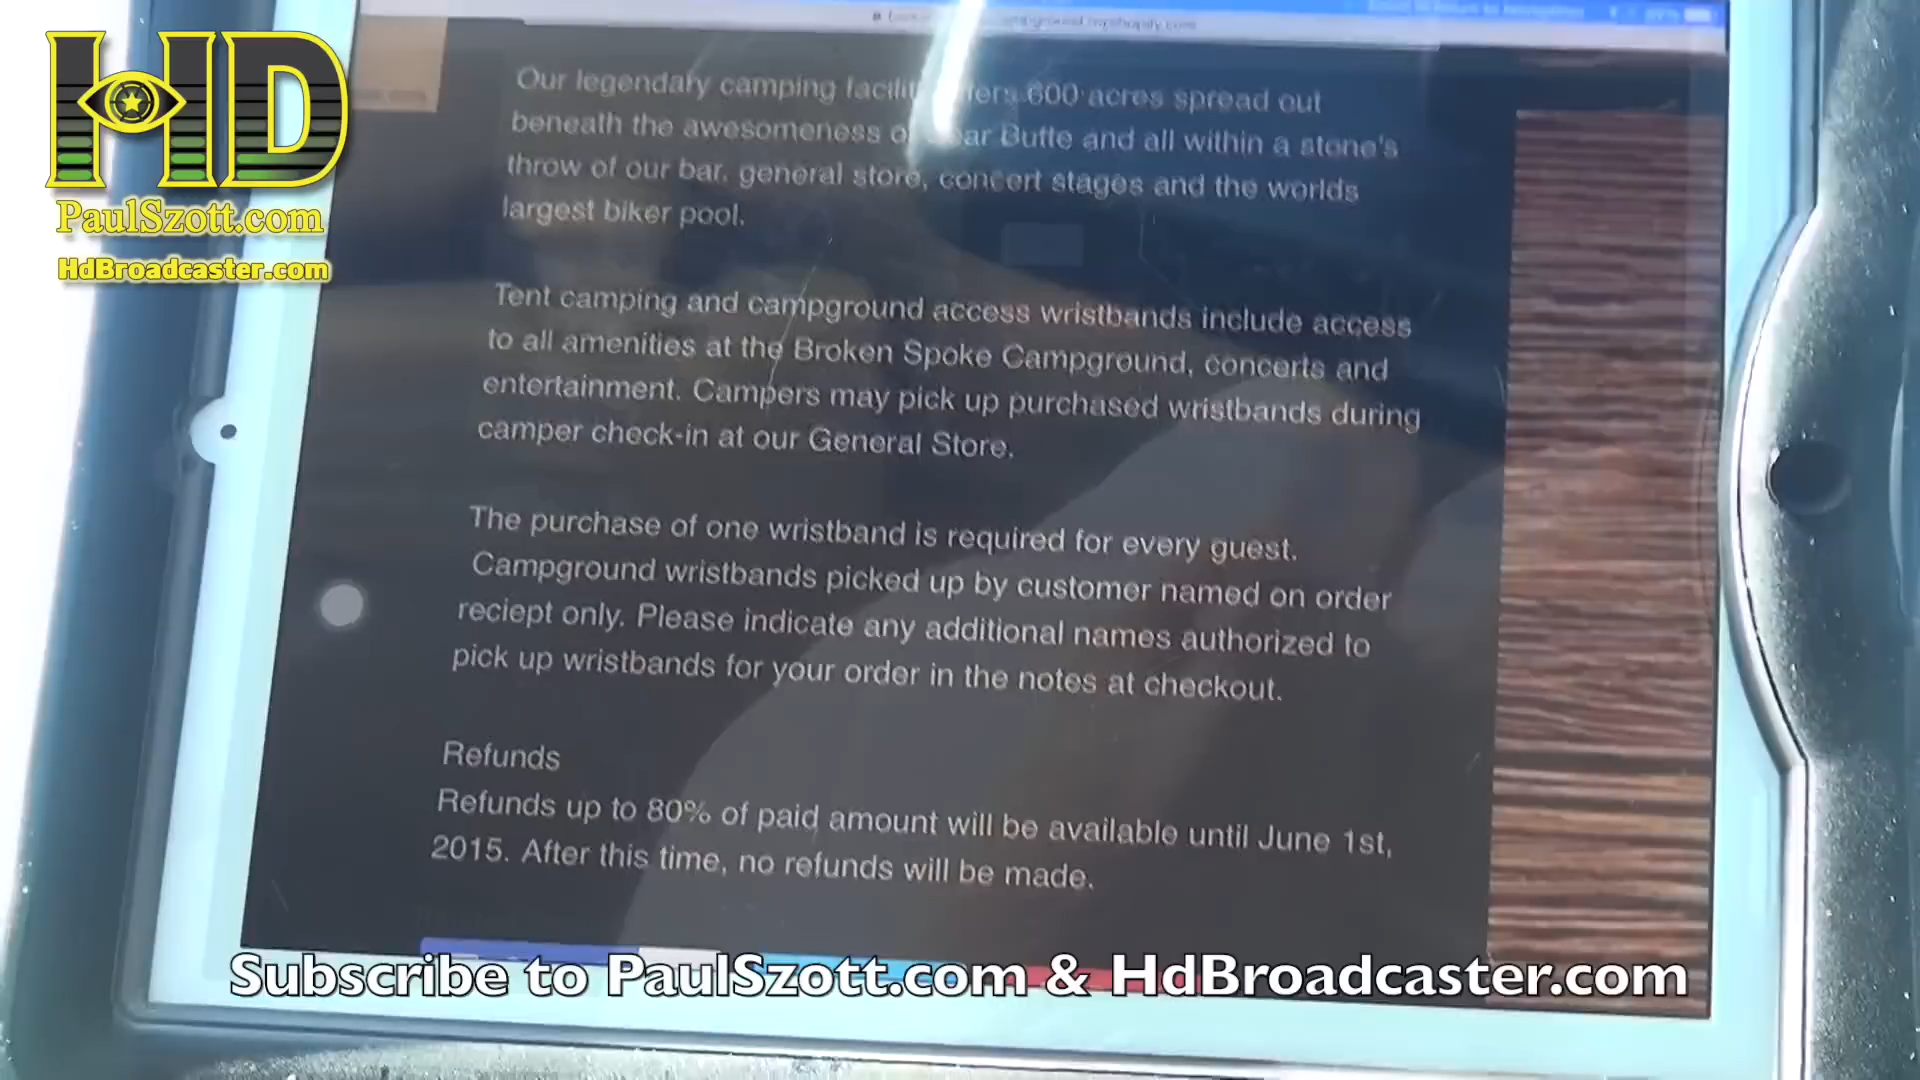 HD
PaulSzott.com
HdBroadcaster.com
Our legendary camping 600 acres spread out
beneath the awesomeness Butte and all within a stone's
throw of our bar, general store, concert stages and the worlds
largest biker pool.
Tent camping and campground access wristbands include access
to all amenities at the Broken Spoke Campground, concerts and
entertainment. Campers may pick up purchased wristbands during
camper check-in at our General Store.
The purchase of one wristband is required for every guest.
Campground wristbands picked up by customer named on order
reciept only. Please indicate any additional names authorized to
pick up wristbands for your order in the notes at checkout.
Refunds
Refunds up to 80% of paid amount will be available until June 1st,
2015. After this time, no refunds will be made.
Subscribe to PaulSzott.com & HdBroadcaster.com